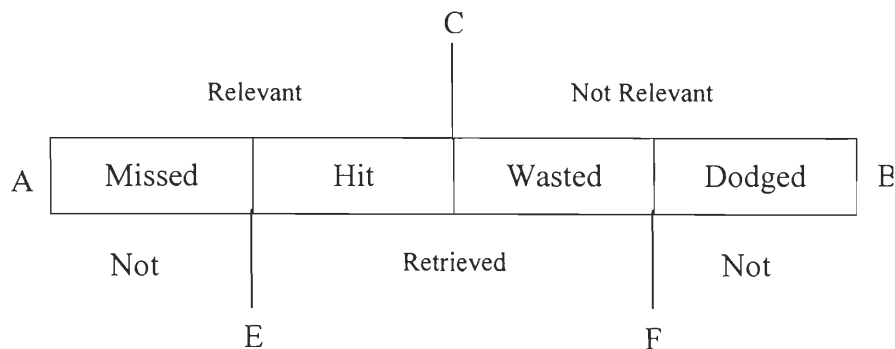 C
Relevant Not Relevant
A Missed Hit Wasted Dodged B
Not Retrieved Not
E F